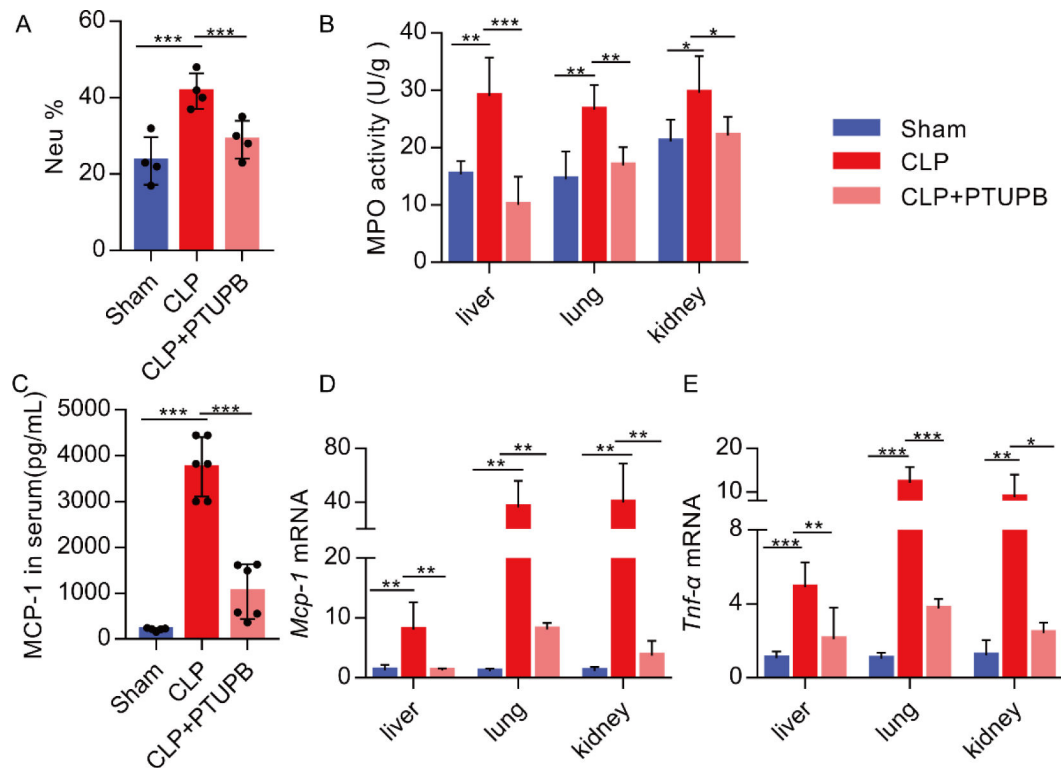 A
Neu %
60
40
20
0
*** ***
Sham
CLP
CLP+PTUPB
B
MPO activity (U/g)
40
30
20
10
0
** ***
** **
* *
liver
lung
kidney
Sham
CLP
CLP+PTUPB
C
MCP-1 in serum(pg/mL)
5000
4000
3000
2000
1000
0
*** ***
Sham
CLP
CLP+PTUPB
D
Mcp-1 mRNA
80
40
20
10
0
** **
** **
** **
liver
lung
kidney
E
Tnf-α mRNA
20
10
8
4
0
*** **
*** ***
** *
liver
lung
kidney